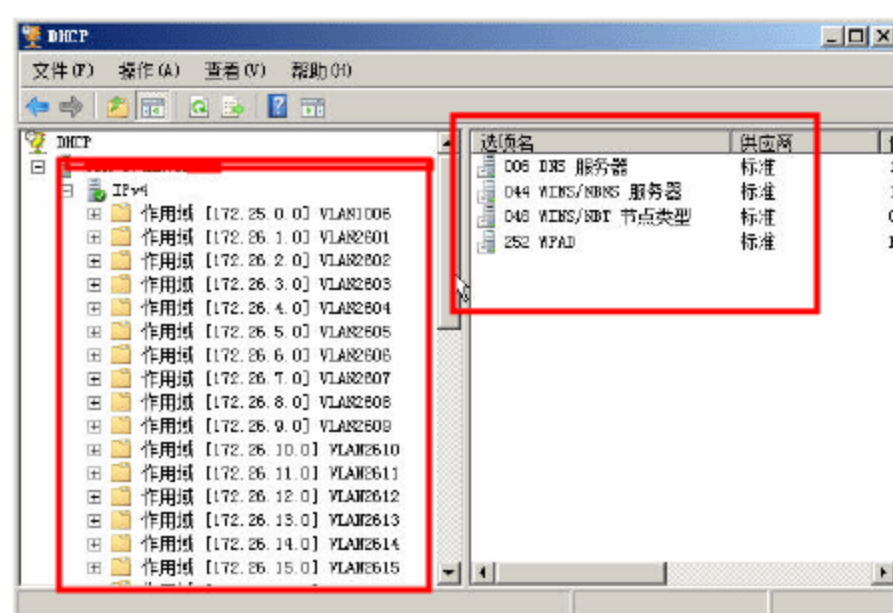 DHCP
文件(F) 操作(A) 查看(V) 帮助(H)
DHCP
IPv4
作用域 [172.25.0.0] VLAN1006
作用域 [172.26.1.0] VLAN2601
作用域 [172.26.2.0] VLAN2602
作用域 [172.26.3.0] VLAN2603
作用域 [172.26.4.0] VLAN2604
作用域 [172.26.5.0] VLAN2605
作用域 [172.26.6.0] VLAN2606
作用域 [172.26.7.0] VLAN2607
作用域 [172.26.8.0] VLAN2608
作用域 [172.26.9.0] VLAN2609
作用域 [172.26.10.0] VLAN2610
作用域 [172.26.11.0] VLAN2611
作用域 [172.26.12.0] VLAN2612
作用域 [172.26.13.0] VLAN2613
作用域 [172.26.14.0] VLAN2614
作用域 [172.26.15.0] VLAN2615
选项名 供应商
006 DNS 服务器 标准
044 WINS/NBNS 服务器 标准
046 WINS/NBT 节点类型 标准
252 WPAD 标准